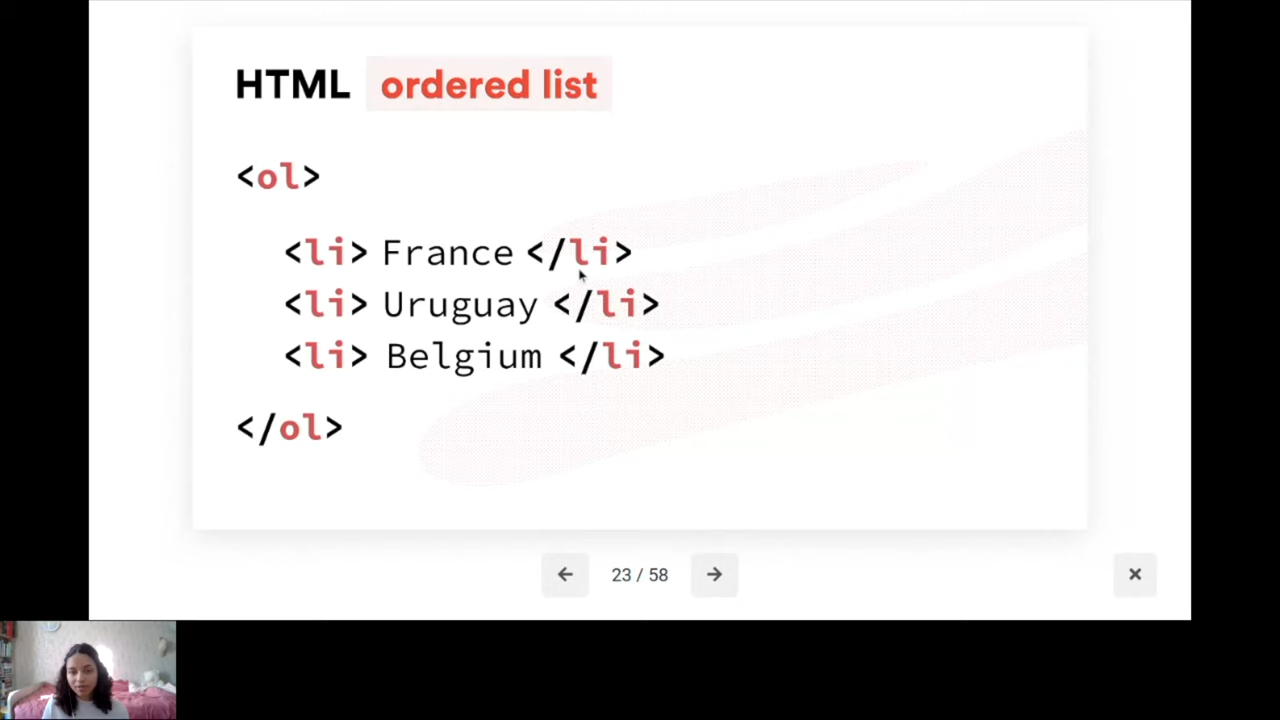 HTML ordered list
<ol>
<li> France </li>
<li> Uruguay </li>
<li> Belgium </li>
</ol>
23 / 58